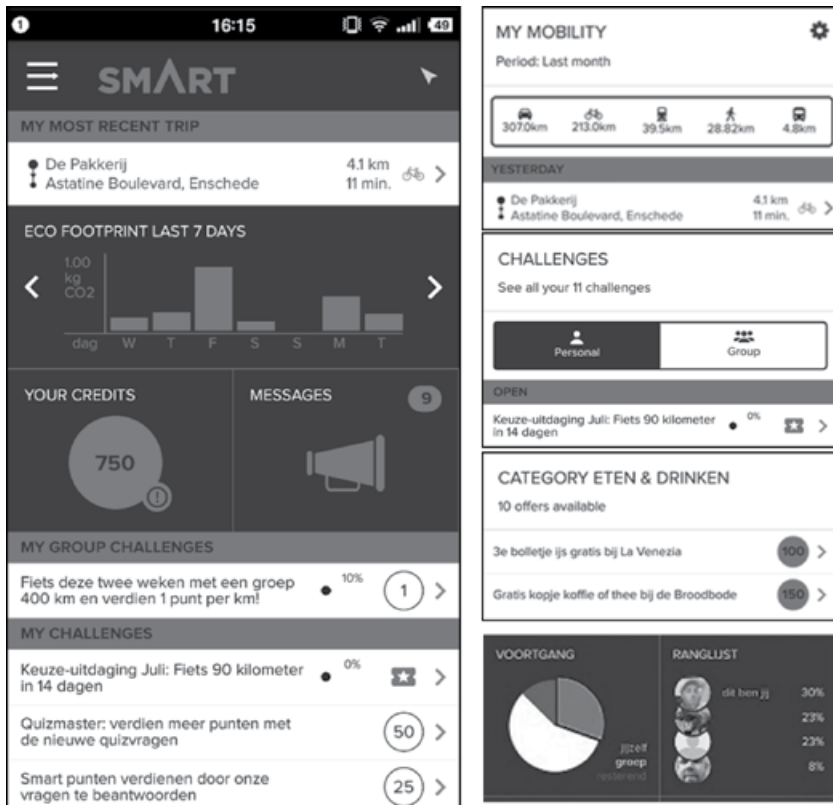 16:15
49
SMART
MY MOST RECENT TRIP
De Pakkerij
4.1 km
Astatine Boulevard, Enschede
11 min.
ECO FOOTPRINT LAST 7 DAYS
1.00
kg
CO2
dag W T F S S M T
YOUR CREDITS
MESSAGES
9
750
MY GROUP CHALLENGES
Fiets deze twee weken met een groep
400 km en verdien 1 punt per km!
10%
1
MY CHALLENGES
Keuze-uitdaging Juli: Fiets 90 kilometer
in 14 dagen
0%
Quizmaster: verdien meer punten met
de nieuwe quizvragen
50
Smart punten verdienen door onze
vragen te beantwoorden
25
MY MOBILITY
Period: Last month
307.0km 213.0km 39.5km 28.82km 4.8km
YESTERDAY
De Pakkerij
4.1 km
Astatine Boulevard, Enschede
11 min.
CHALLENGES
See all your 11 challenges
Personal
Group
OPEN
Keuze-uitdaging Juli: Fiets 90 kilometer
in 14 dagen
0%
CATEGORY ETEN & DRINKEN
10 offers available
3e bolletje ijs gratis bij La Venezia
100
Gratis kopje koffie of thee bij de Broodbode
150
VOORTGANG
jijzelf
groep
resterend
RANGLIJST
dit ben jij 30%
23%
23%
8%